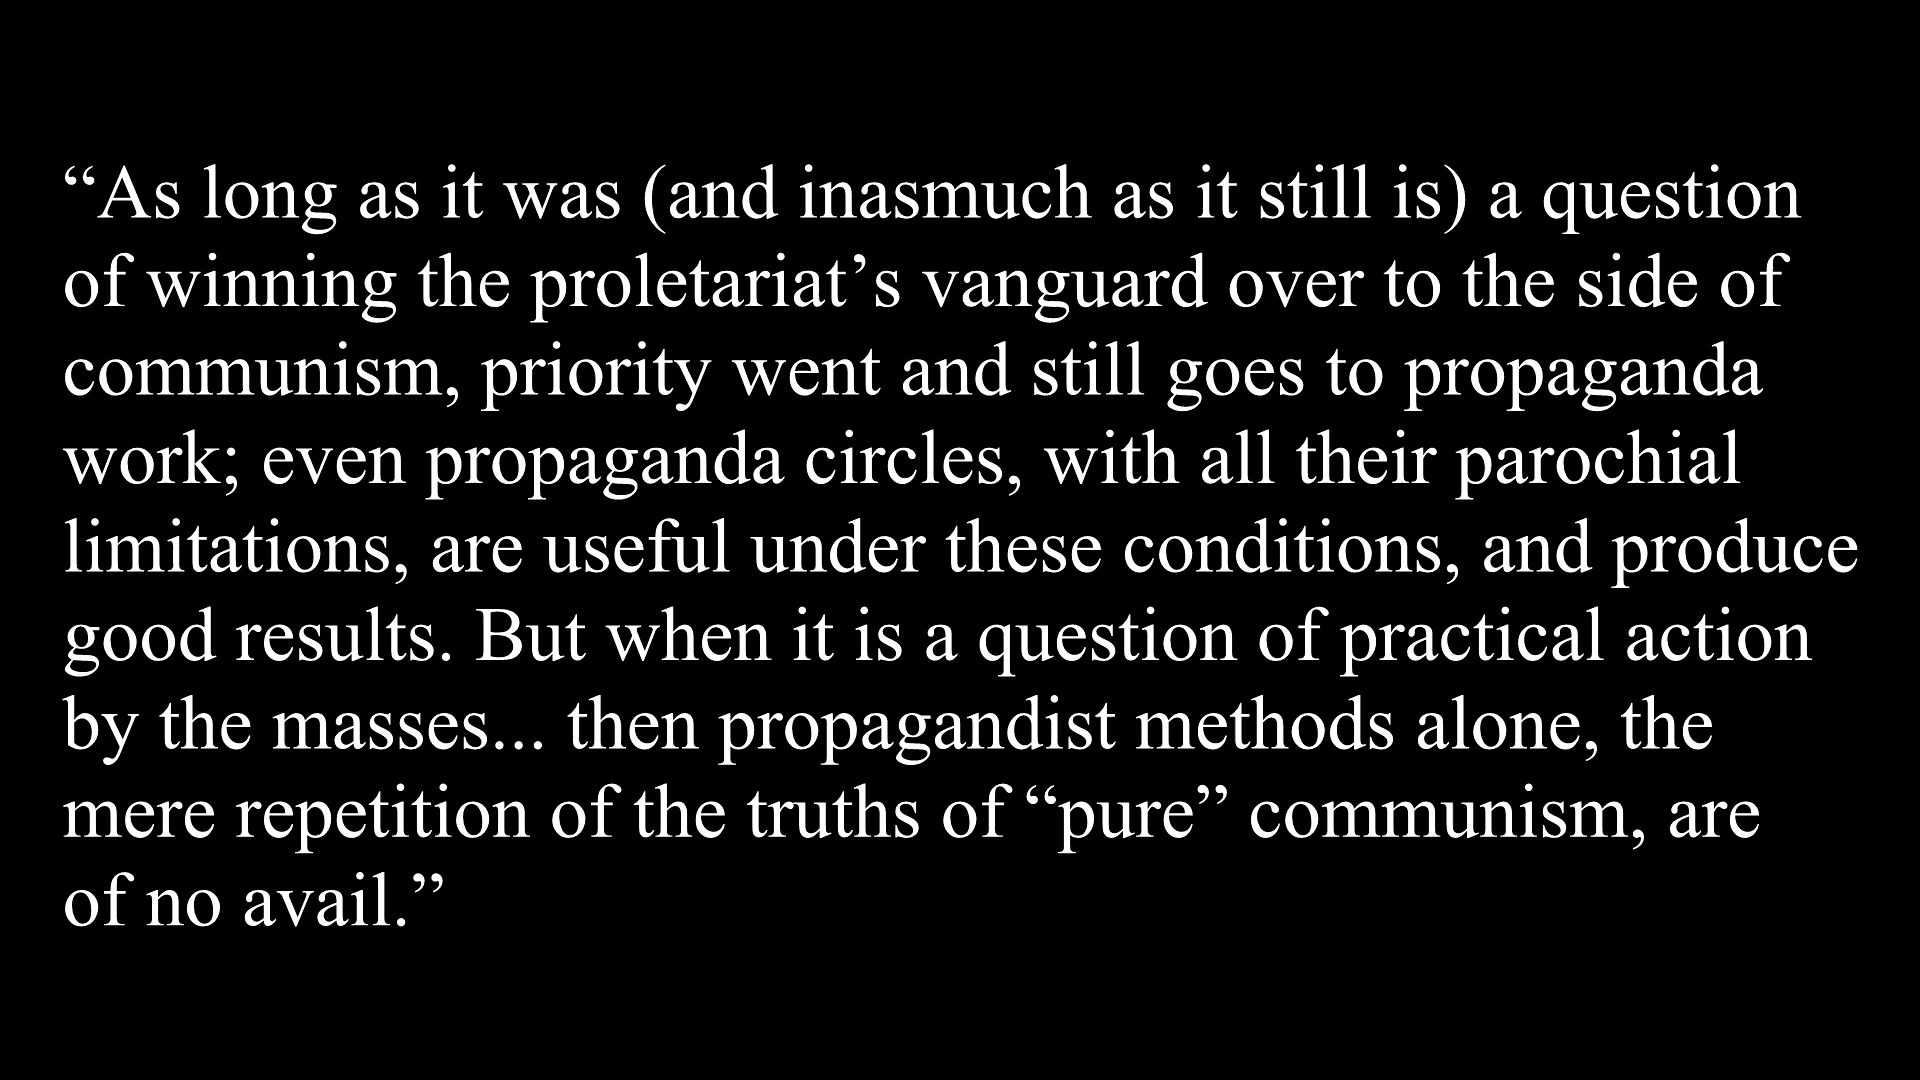 “As long as it was (and inasmuch as it still is) a question
of winning the proletariat’s vanguard over to the side of
communism, priority went and still goes to propaganda
work; even propaganda circles, with all their parochial
limitations, are useful under these conditions, and produce
good results. But when it is a question of practical action
by the masses... then propagandist methods alone, the
mere repetition of the truths of “pure” communism, are
of no avail.”